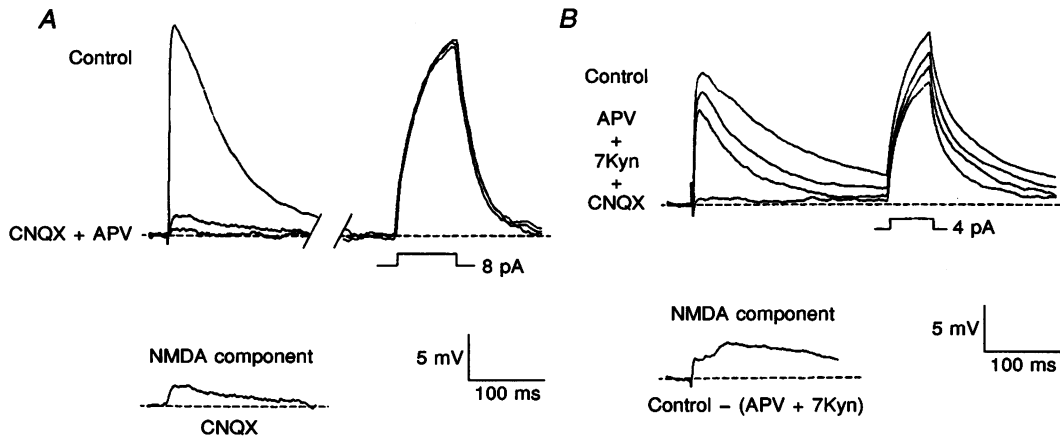 A
Control
CNQX + APV
8 pA
NMDA component
CNQX
5 mV
100 ms
B
Control
APV
+
7Kyn
+
CNQX
4 pA
NMDA component
Control – (APV + 7Kyn)
5 mV
100 ms